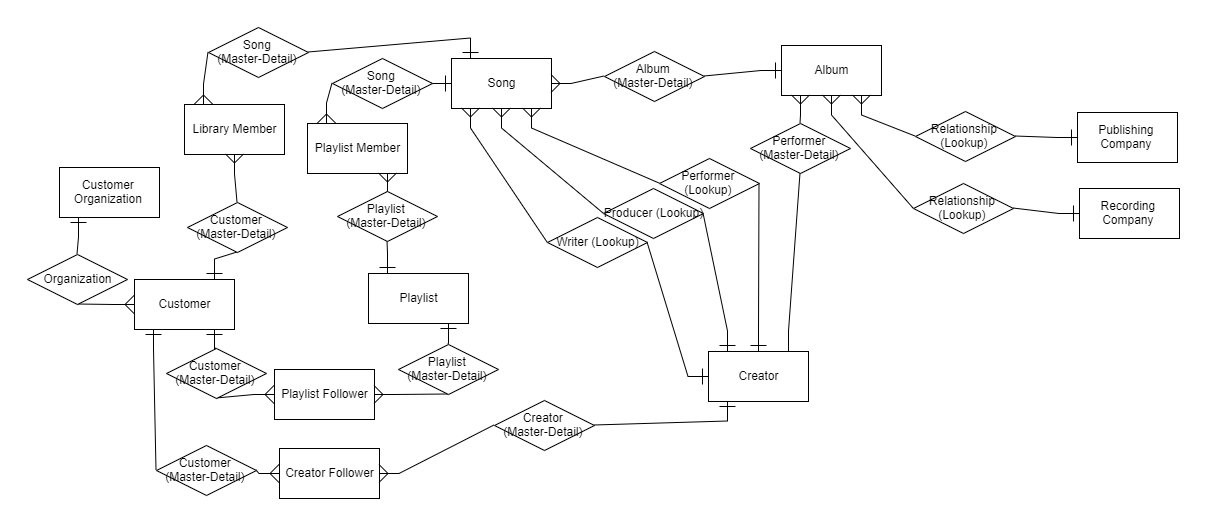 Song
(Master-Detail)
Song
(Master-Detail)
Song
Album
(Master-Detail)
Album
Library Member
Playlist Member
Performer
(Master-Detail)
Relationship
(Lookup)
Publishing
Company
Customer
Organization
Performer
(Lookup)
Customer
(Master-Detail)
Playlist
(Master-Detail)
Producer (Lookup)
Relationship
(Lookup)
Recording
Company
Writer (Lookup)
Organization
Customer
Playlist
Customer
(Master-Detail)
Playlist Follower
Playlist
(Master-Detail)
Creator
Creator
(Master-Detail)
Customer
(Master-Detail)
Creator Follower